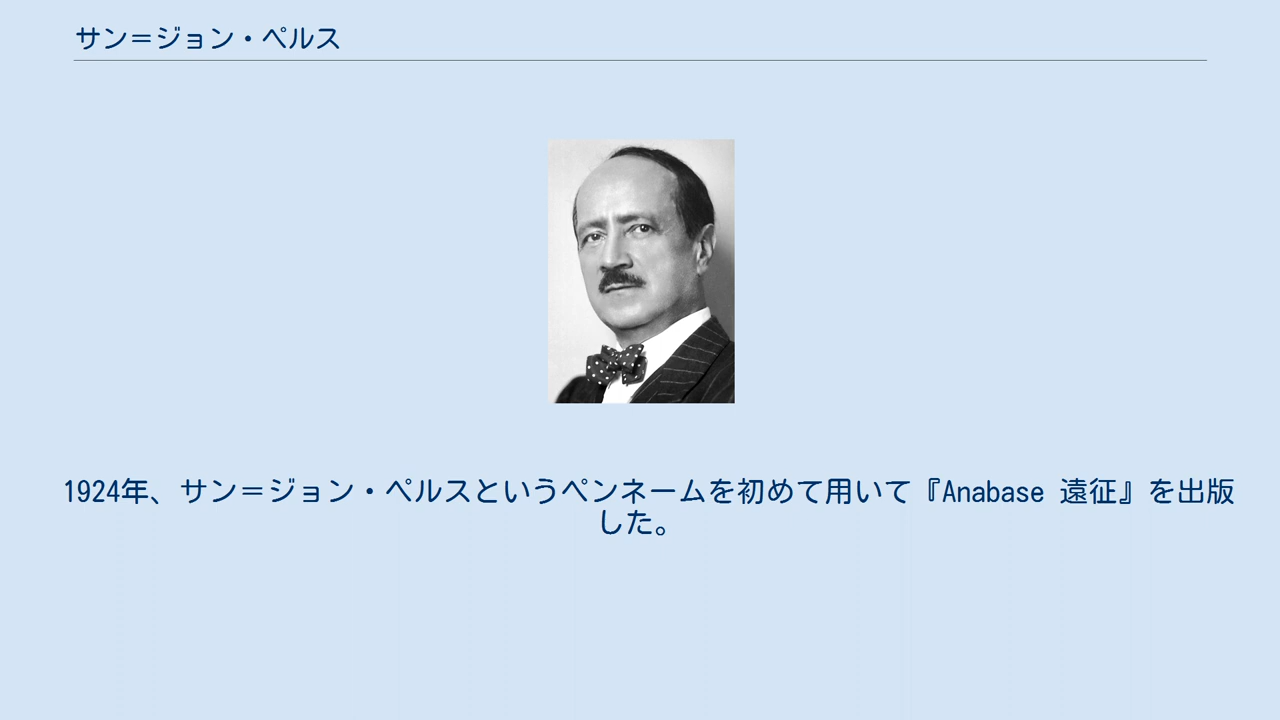 サン＝ジョン・ペルス
1924年、サン＝ジョン・ペルスというペンネームを初めて用いて『Anabase 遠征』を出版
した。